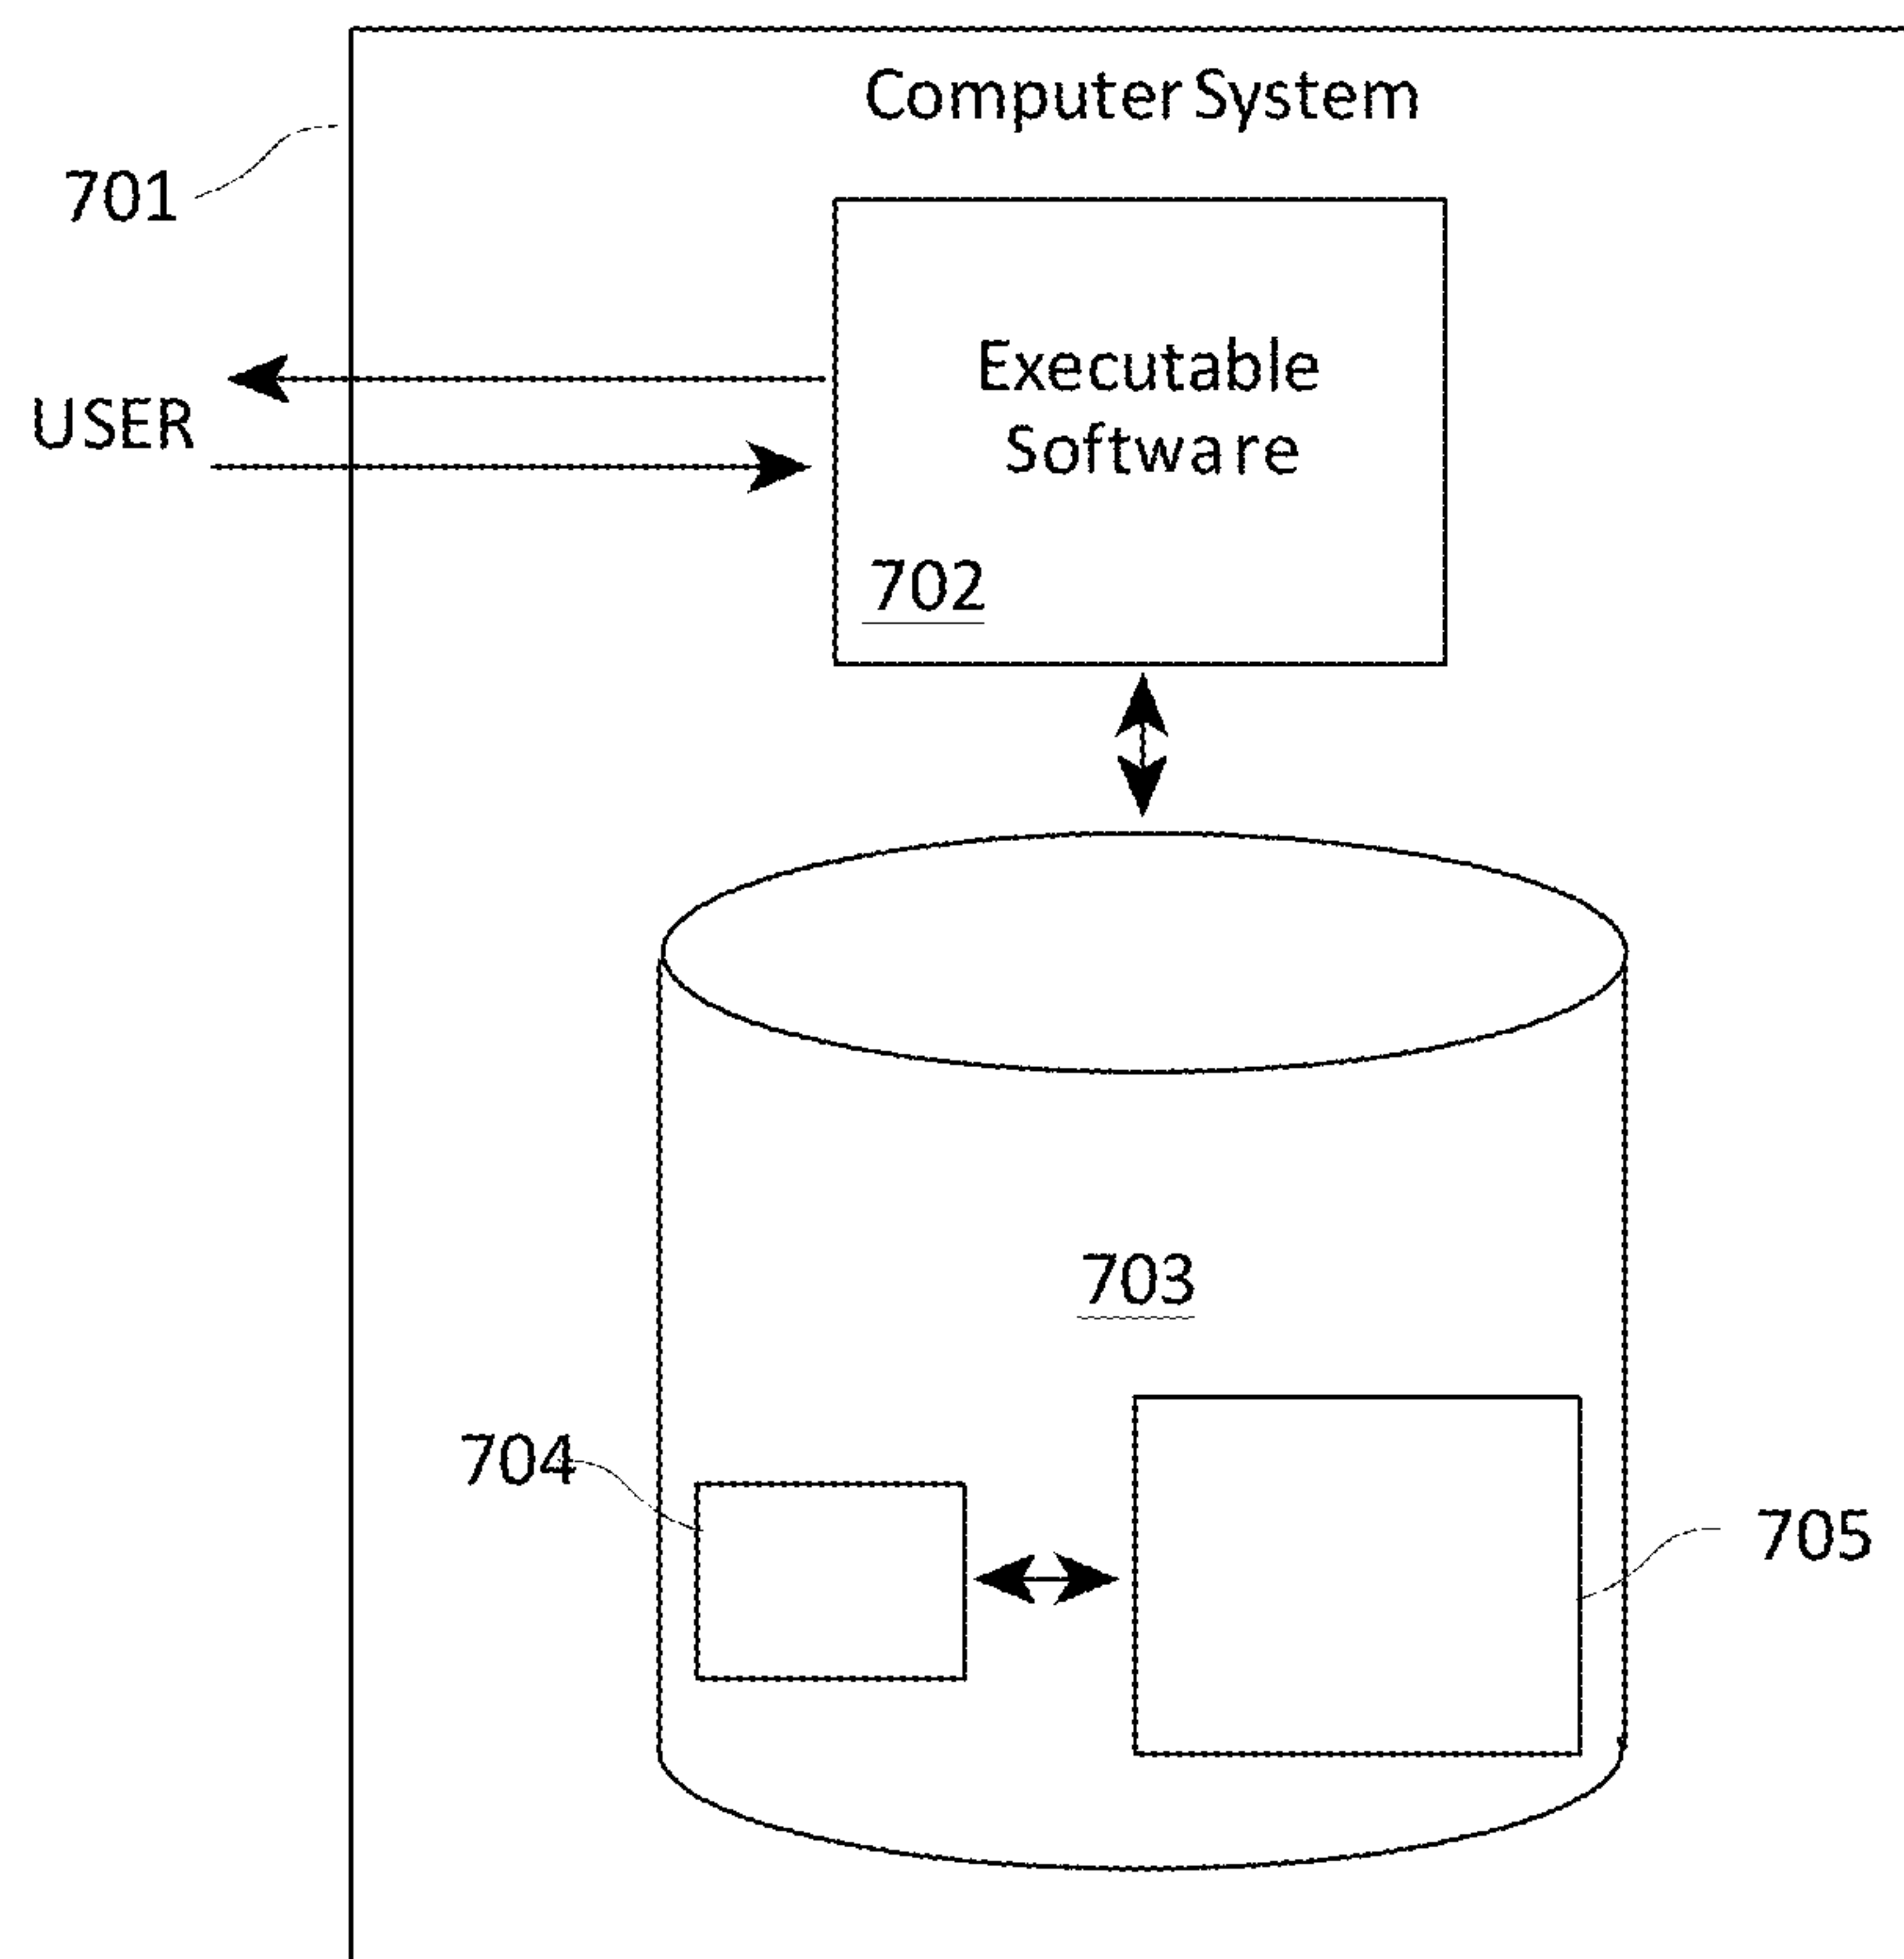 Computer System
701
Executable
Software
USER
702
703
704
705